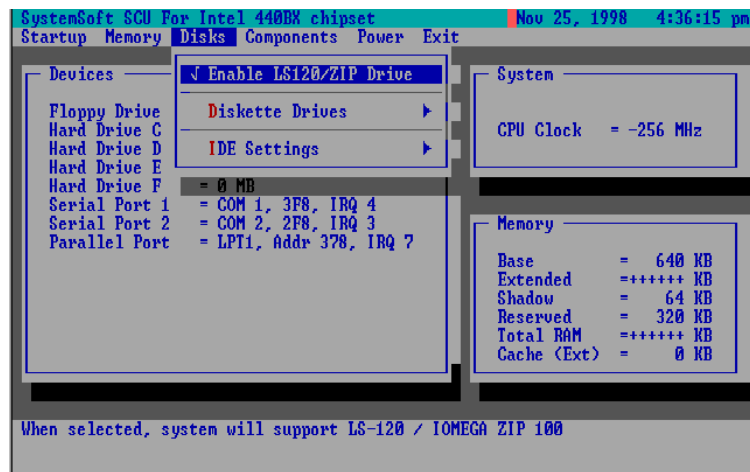 SystemSoft SCU For Intel 440BX chipset Nov 25, 1998 4:36:15 pm
Startup Memory Disks Components Power Exit
Devices
√ Enable LS120/ZIP Drive
Diskette Drives
IDE Settings
Floppy Drive
Hard Drive C
Hard Drive D
Hard Drive E
Hard Drive F = 0 MB
Serial Port 1 = COM 1, 3F8, IRQ 4
Serial Port 2 = COM 2, 2F8, IRQ 3
Parallel Port = LPT1, Addr 378, IRQ 7
System
CPU Clock = -256 MHz
Memory
Base = 640 KB
Extended =++++++ KB
Shadow = 64 KB
Reserved = 320 KB
Total RAM =++++++ KB
Cache (Ext) = 0 KB
When selected, system will support LS-120 / IOMEGA ZIP 100